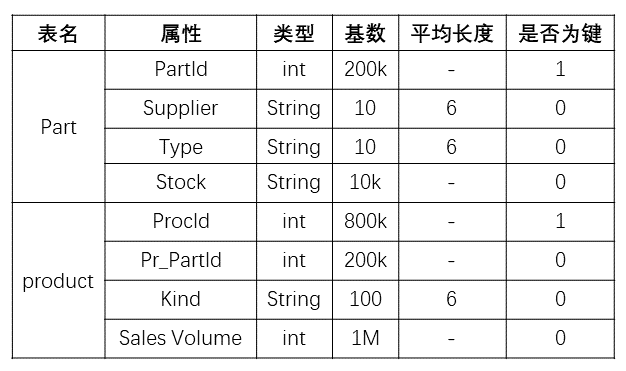 表名 属性 类型 基数 平均长度 是否为键
Part PartId int 200k - 1
Supplier String 10 6 0
Type String 10 6 0
Stock String 10k - 0
product ProcId int 800k - 1
Pr_PartId int 200k - 0
Kind String 100 6 0
Sales Volume int 1M - 0